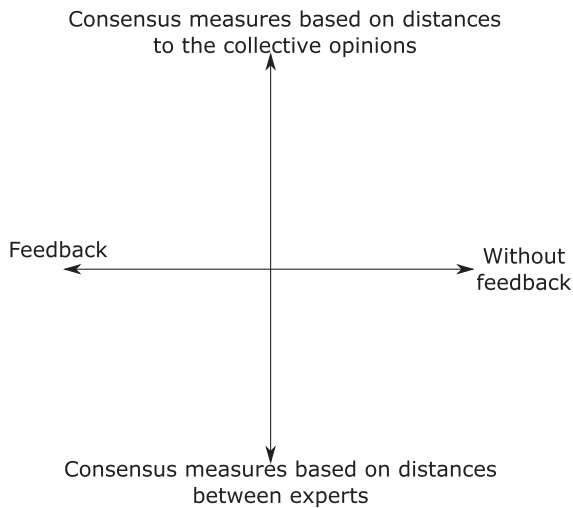 Consensus measures based on distances
to the collective opinions
Feedback
Without
feedback
Consensus measures based on distances
between experts